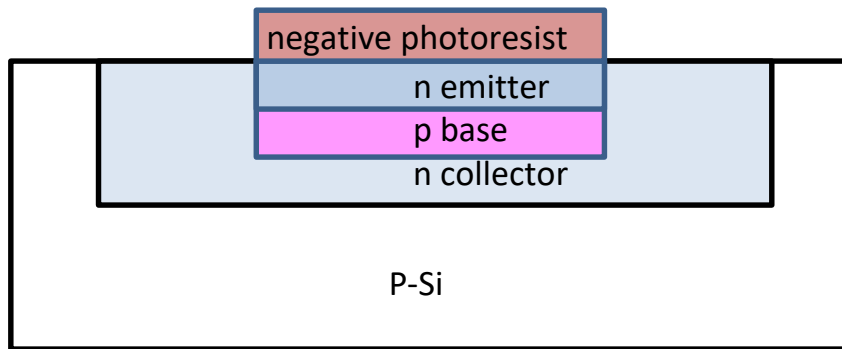 negative photoresist
n emitter
p base
n collector
P-Si